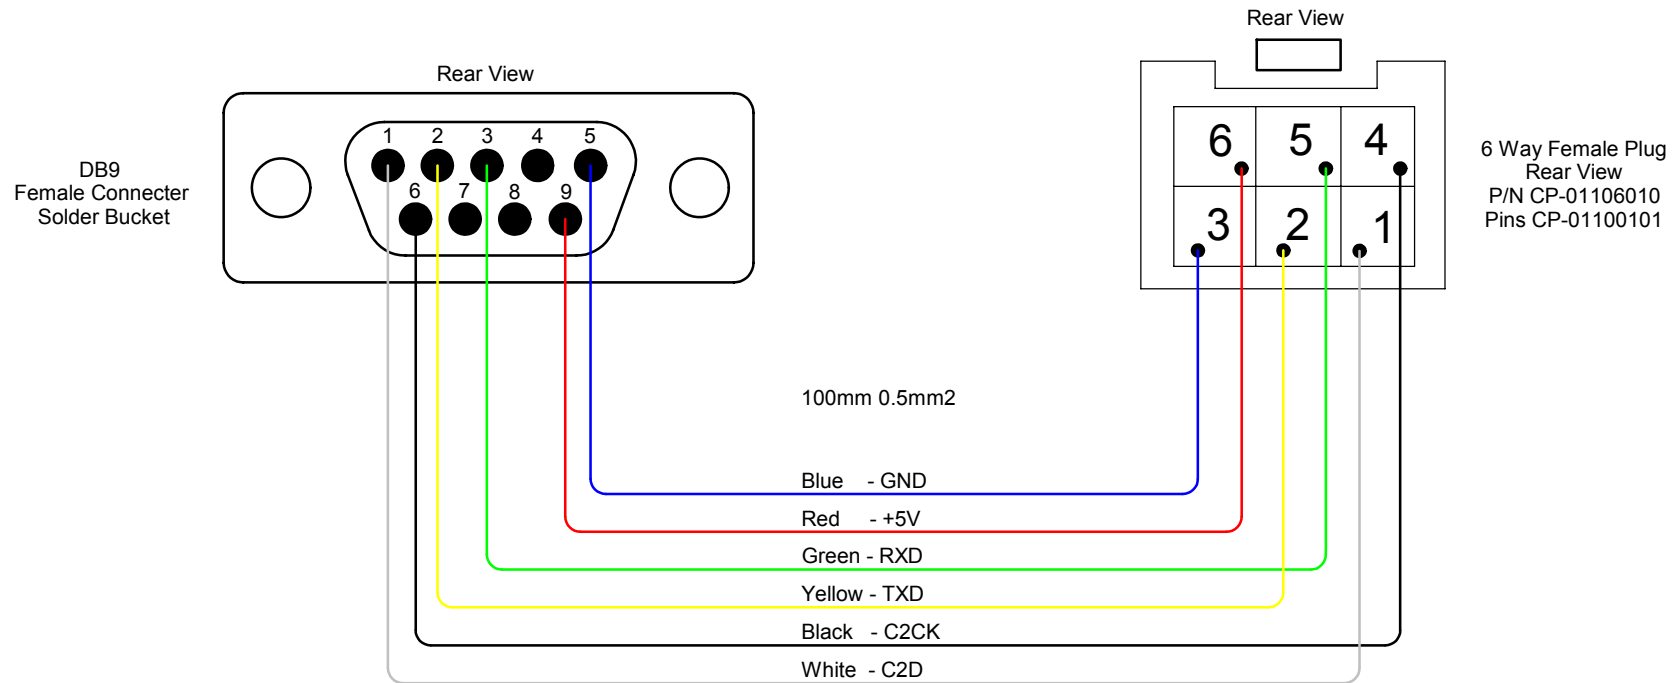 Rear View
Rear View
1 2 3 4 5
6 7 8 9
DB9
Female Connecter
Solder Bucket
6 5 4
3 2 1
6 Way Female Plug
Rear View
P/N CP-01106010
Pins CP-01100101
100mm 0.5mm2
Blue - GND
Red - +5V
Green - RXD
Yellow - TXD
Black - C2CK
White - C2D